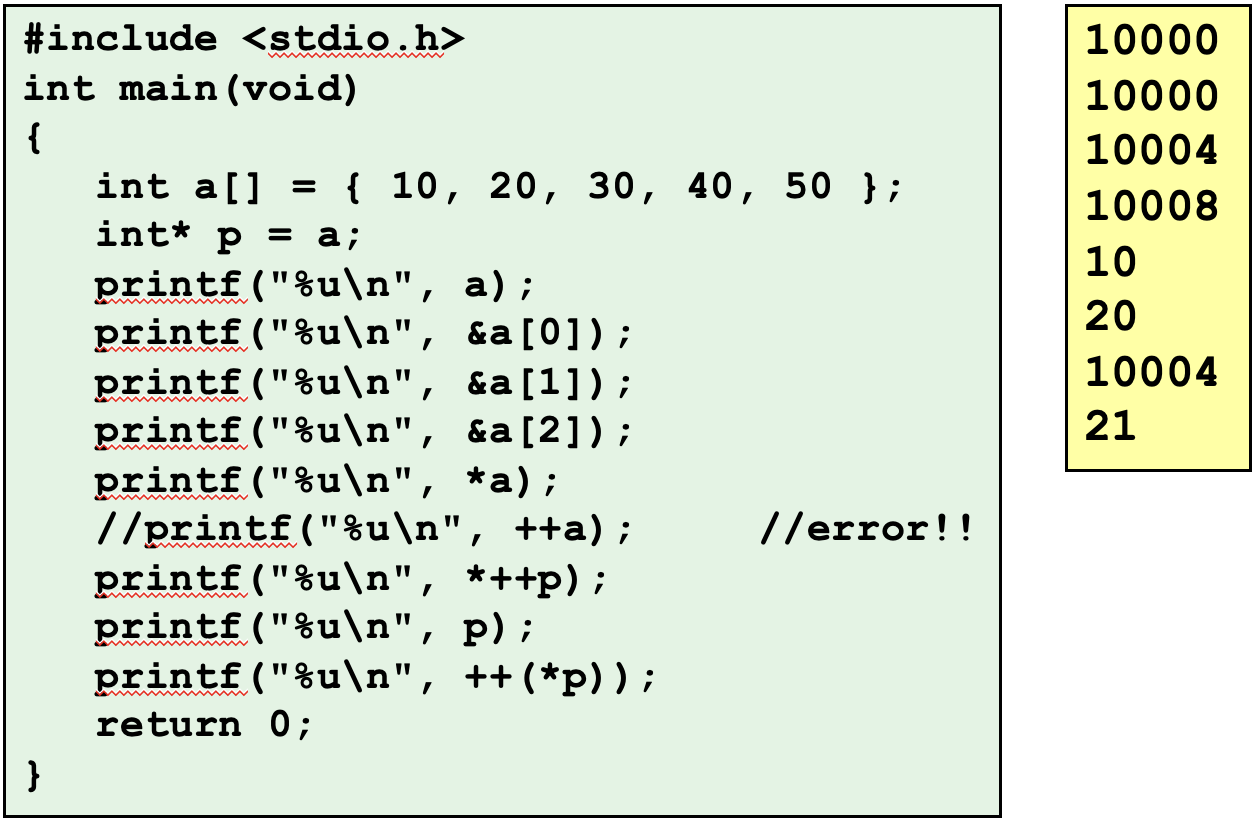 #include <stdio.h>
int main(void)
{
   int a[] = { 10, 20, 30, 40, 50 };
   int* p = a;
   printf("%u\n", a);
   printf("%u\n", &a[0]);
   printf("%u\n", &a[1]);
   printf("%u\n", &a[2]);
   printf("%u\n", *a);
   //printf("%u\n", ++a);     //error!!
   printf("%u\n", *++p);
   printf("%u\n", p);
   printf("%u\n", ++(*p));
   return 0;
}
10000
10000
10004
10008
10
20
10004
21